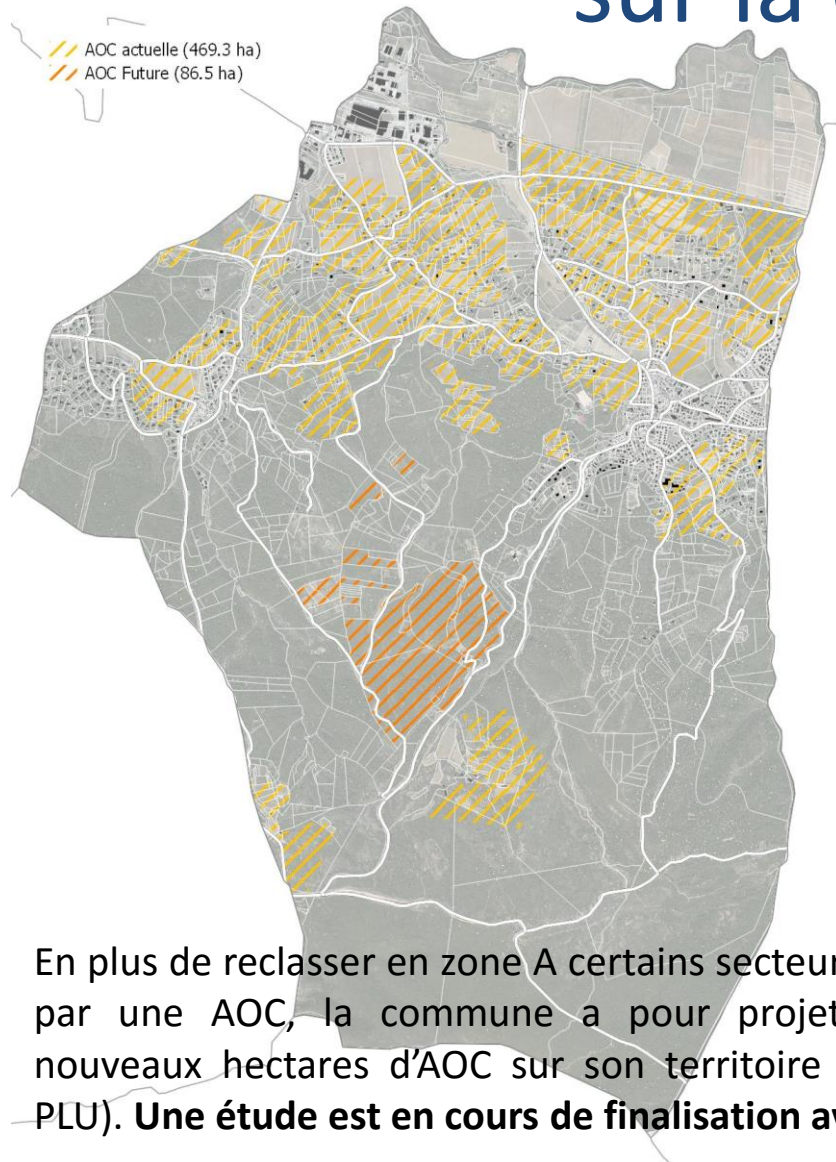 sur la
AOC actuelle (469.3 ha)
AOC Future (86.5 ha)
En plus de reclasser en zone A certains secteur
par une AOC, la commune a pour projet
nouveaux hectares d'AOC sur son territoire
PLU). Une étude est en cours de finalisation av